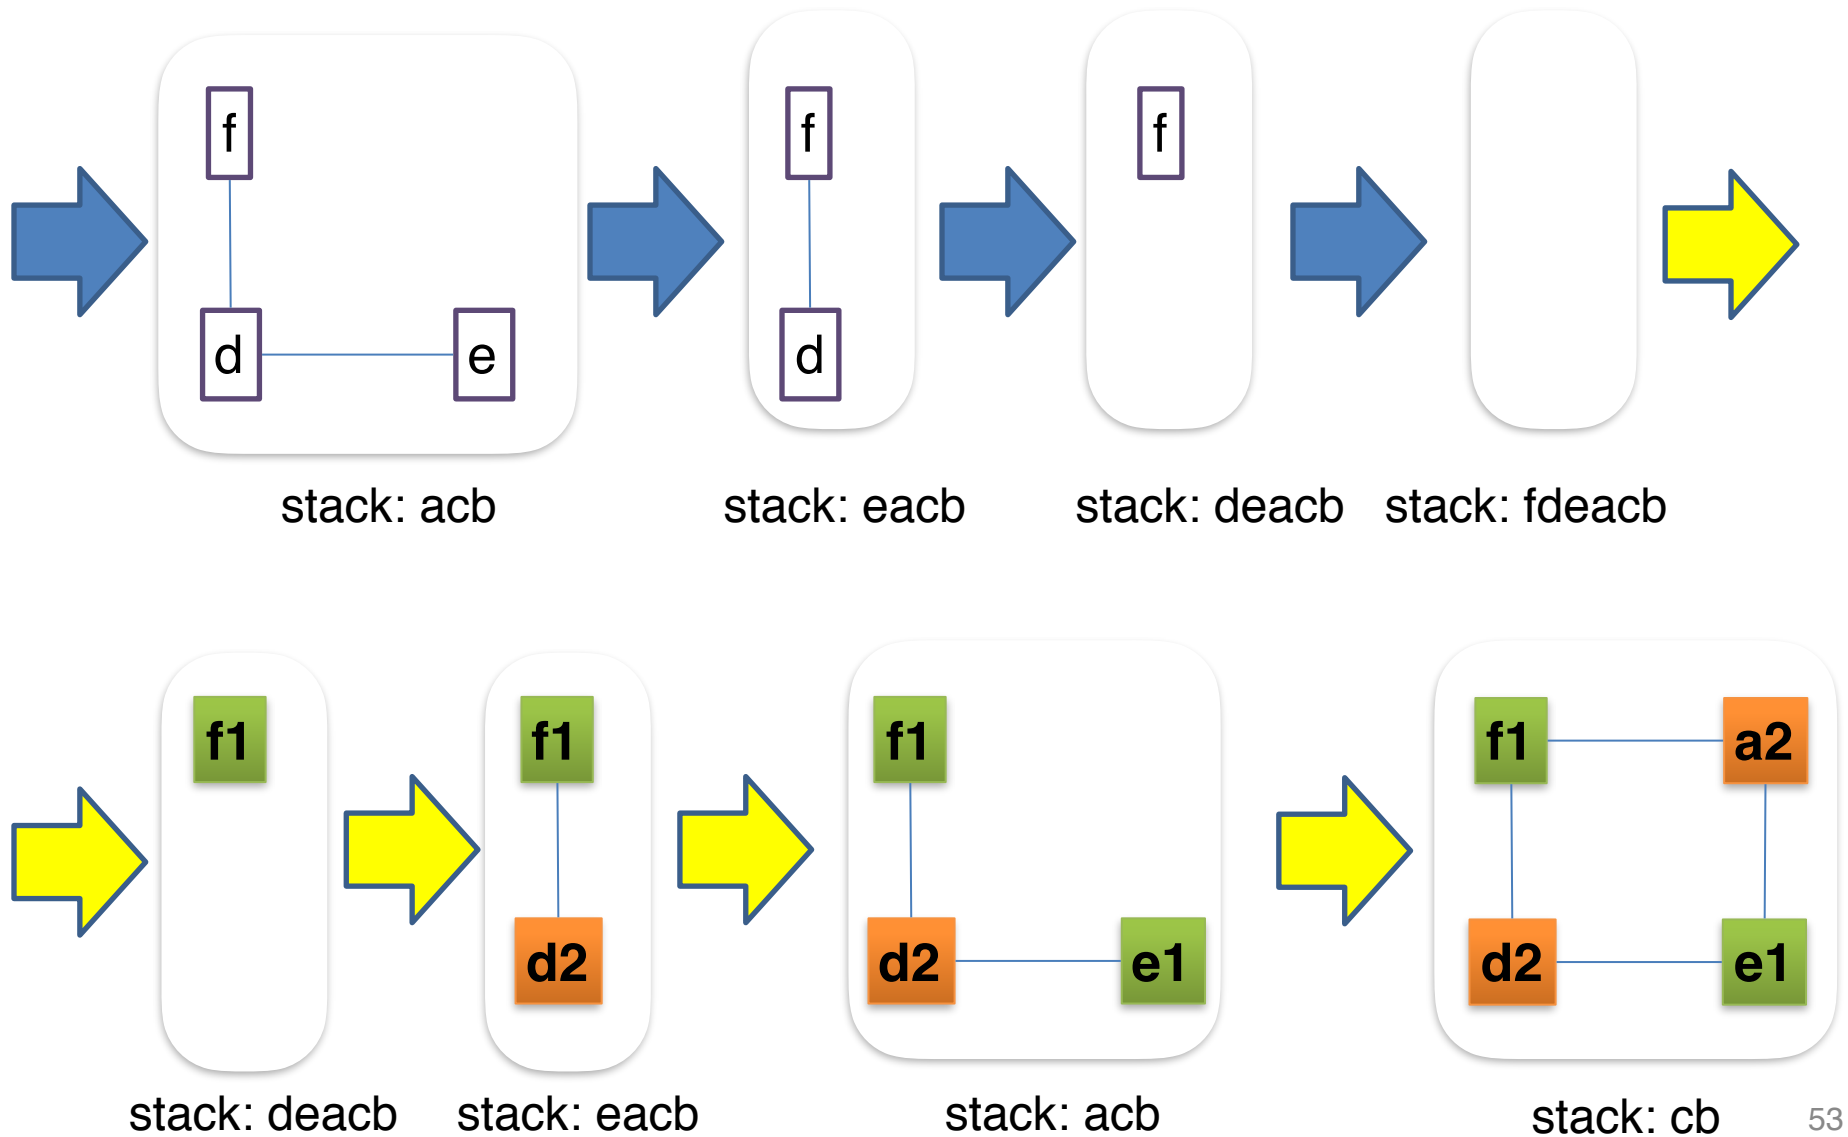 f
d e
stack: acb
f
d
stack: eacb
f
stack: deacb
stack: fdeacb
f1
stack: deacb
f1
d2
stack: eacb
f1
d2 e1
stack: acb
f1 a2
d2 e1
stack: cb
53